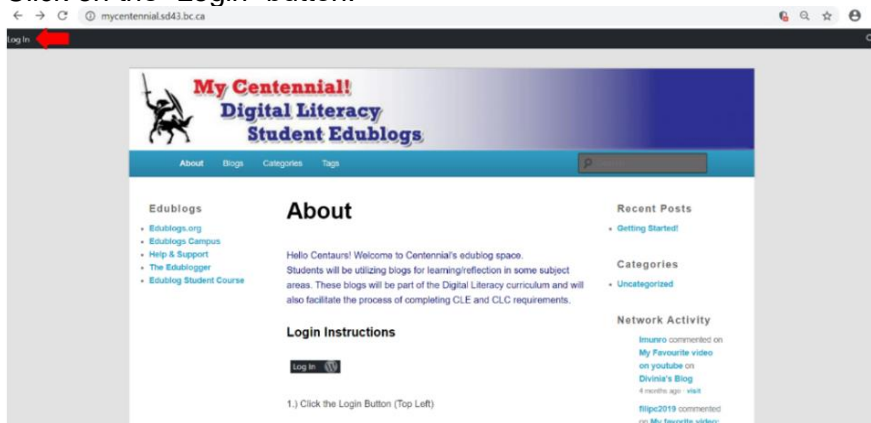 Click on the "Login" button.
mycentennial.sd43.bc.ca
Log In
My Centennial!
Digital Literacy
Student Edublogs
About Blogs Categories Tags
Edublogs
Edublogs.org
Edublogs Campus
Help & Support
The Edublogger
Edublog Student Course
About
Hello Centaurs! Welcome to Centennial's edublog space.
Students will be utilizing blogs for learning/reflection in some subject
areas. These blogs will be part of the Digital Literacy curriculum and will
also facilitate the process of completing CLE and CLC requirements.
Login Instructions
Log In
1.) Click the Login Button (Top Left)
Recent Posts
Getting Started!
Categories
Uncategorized
Network Activity
lmunro commented on
My Favourite video
on youtube on
Divinia's Blog
4 months ago · visit
filipc2019 commented
on My favorite video: